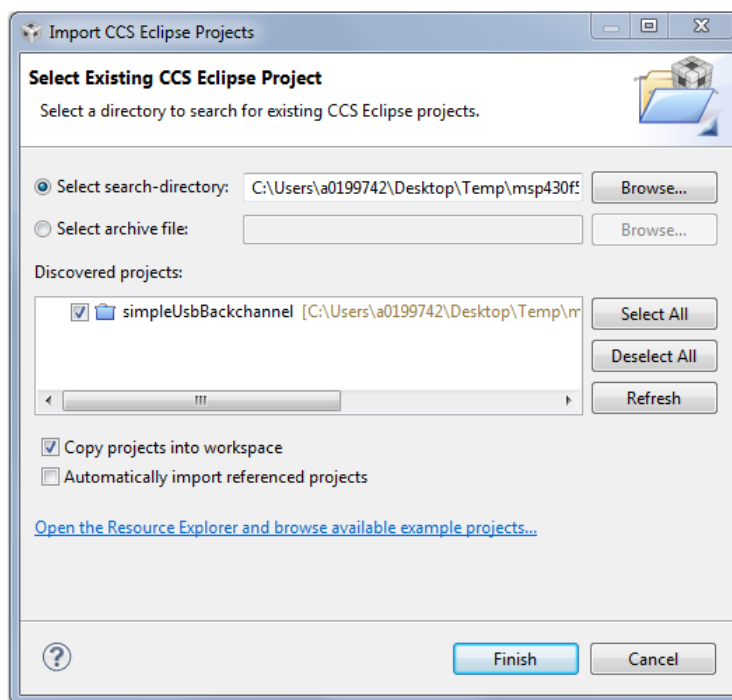 Import CCS Eclipse Projects
Select Existing CCS Eclipse Project
Select a directory to search for existing CCS Eclipse projects.
Select search-directory: C:\Users\a0199742\Desktop\Temp\msp430f5 Browse...
Select archive file: Browse...
Discovered projects:
simpleUsbBackchannel [C:\Users\a0199742\Desktop\Temp\m Select All
Deselect All
Refresh
Copy projects into workspace
Automatically import referenced projects
Open the Resource Explorer and browse available example projects...
? Finish Cancel